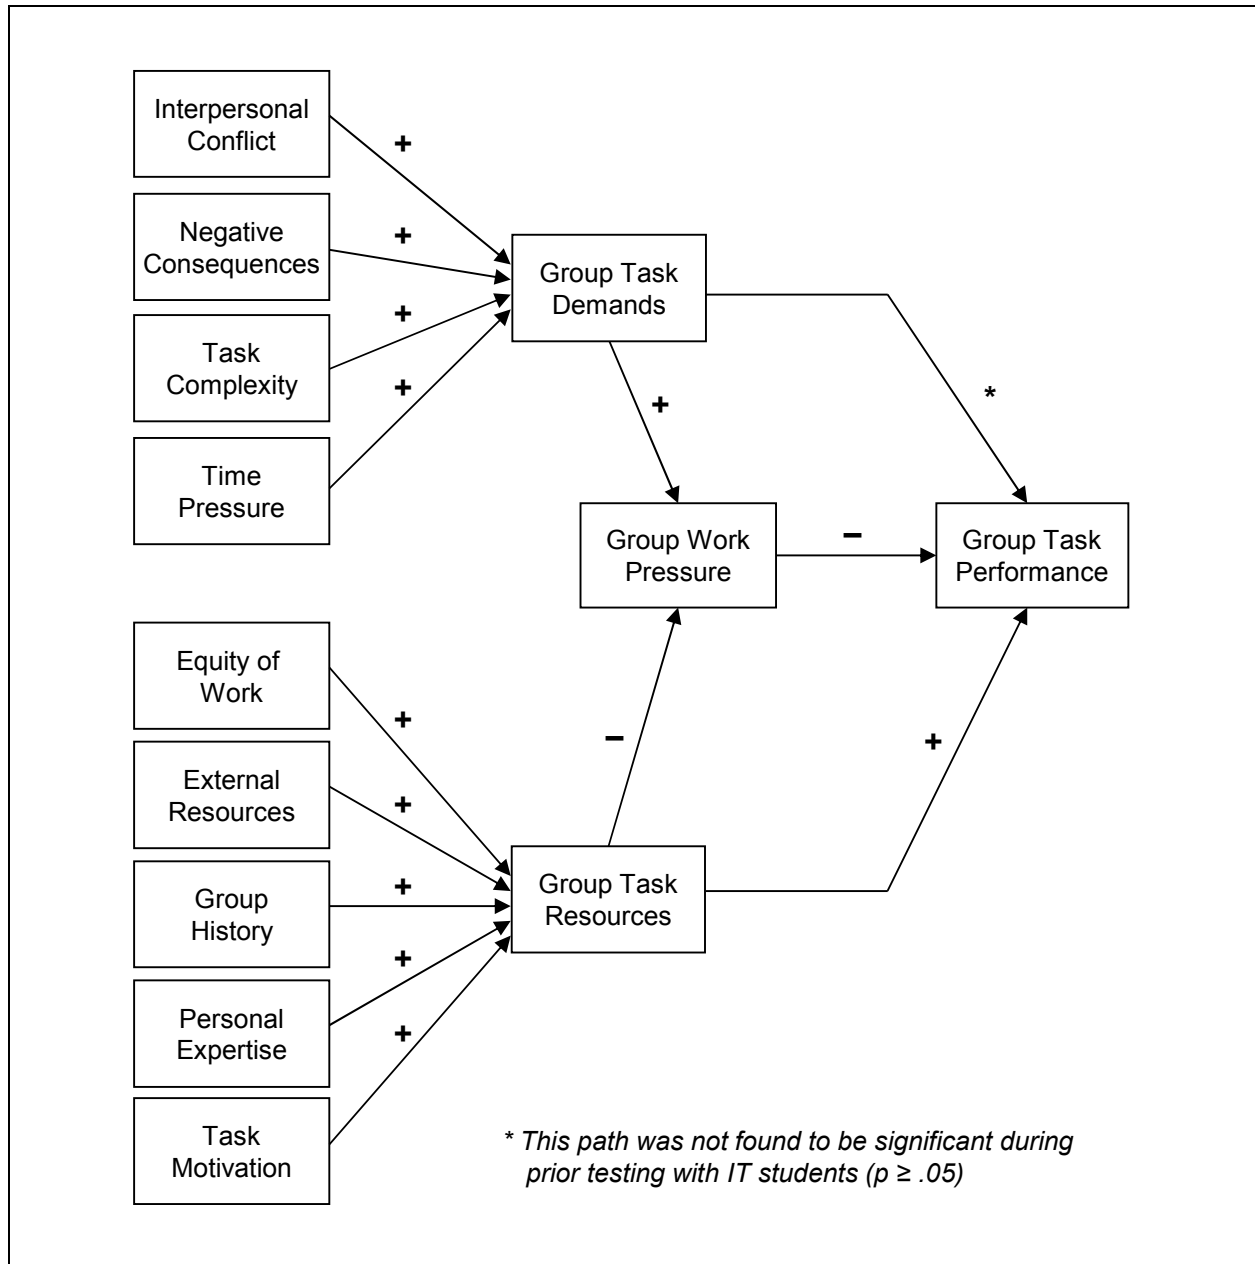 Interpersonal
Conflict
+
Negative
Consequences
+
Task
Complexity
+
Time
Pressure
+
Group Task
Demands
+
*
Group Work
Pressure
–
Group Task
Performance
Equity of
Work
+
External
Resources
+
Group
History
+
Personal
Expertise
+
Task
Motivation
+
Group Task
Resources
–
+
* This path was not found to be significant during
prior testing with IT students (p ≥ .05)